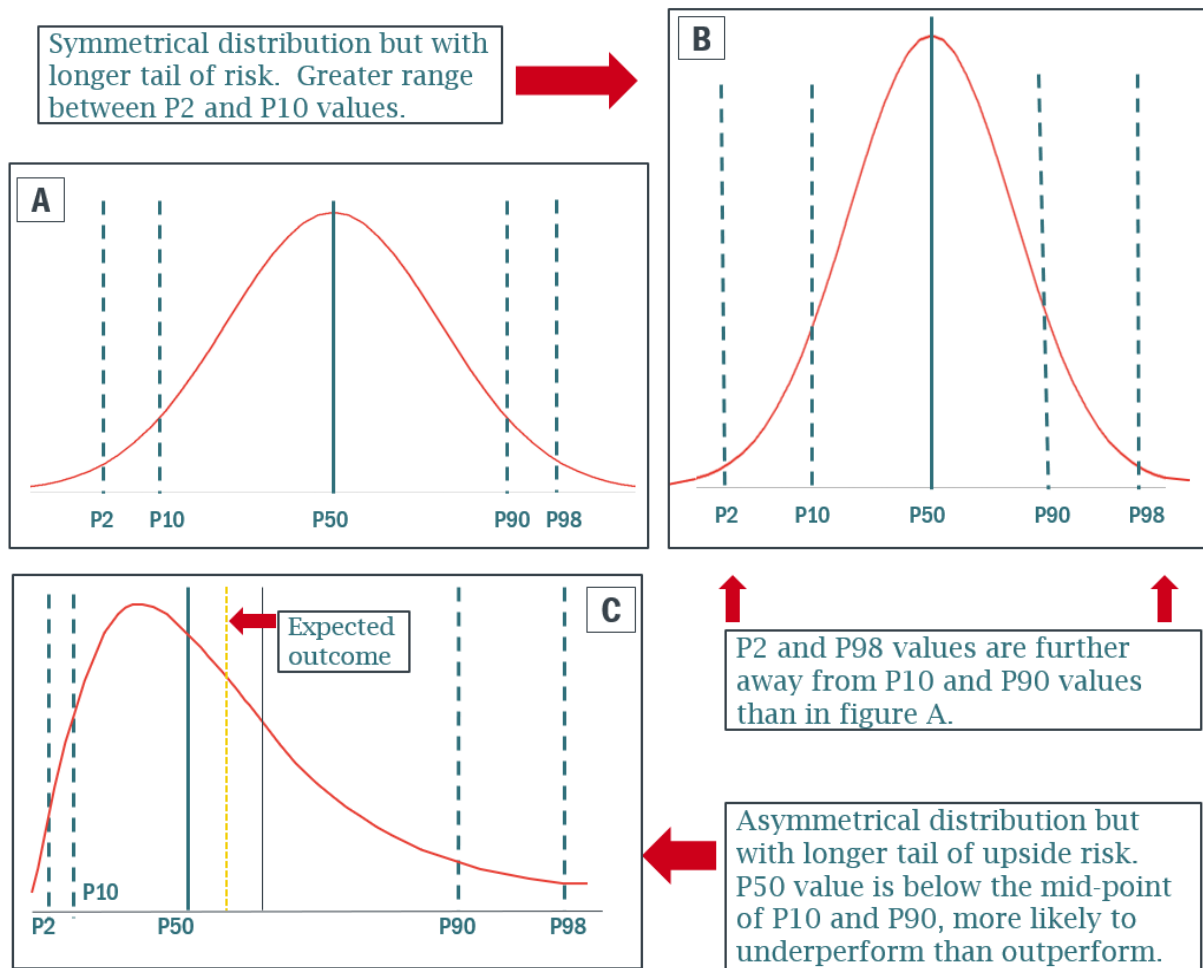 Symmetrical distribution but with
longer tail of risk. Greater range
between P2 and P10 values.
B
P2
P10
P50
P90
P98
A
P2
P10
P50
P90
P98
P2 and P98 values are further
away from P10 and P90 values
than in figure A.
C
Expected
outcome
P10
P2
P50
P90
P98
Asymmetrical distribution but
with longer tail of upside risk.
P50 value is below the mid-point
of P10 and P90, more likely to
underperform than outperform.